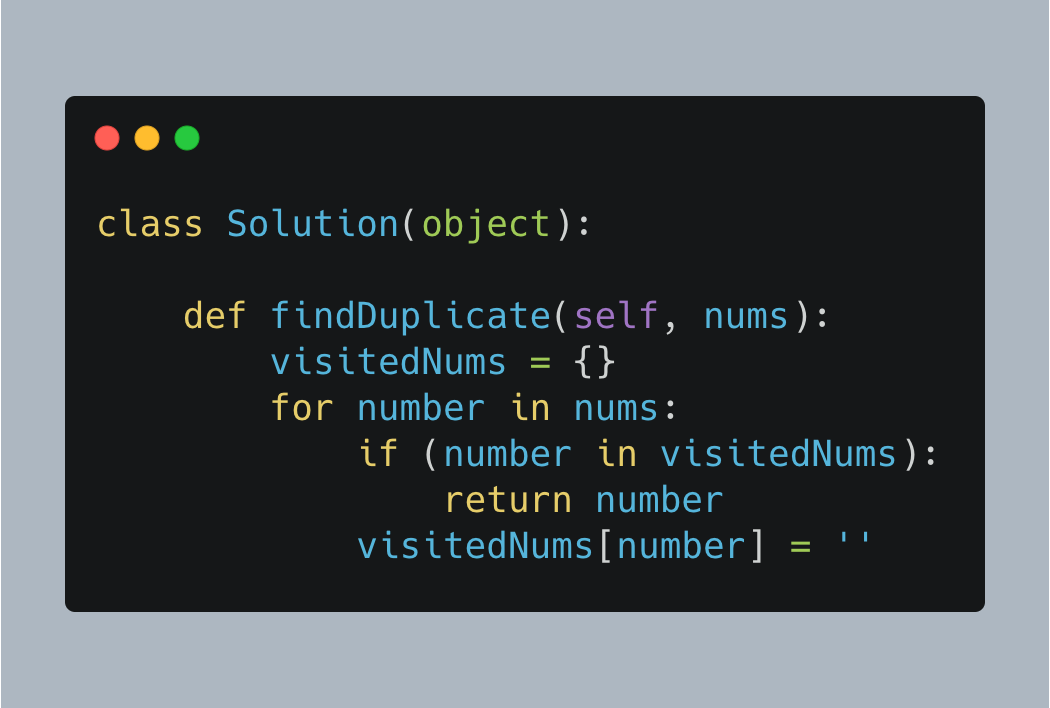 class Solution(object):
    def findDuplicate(self, nums):
        visitedNums = {}
        for number in nums:
            if (number in visitedNums):
                return number
            visitedNums[number] = ''